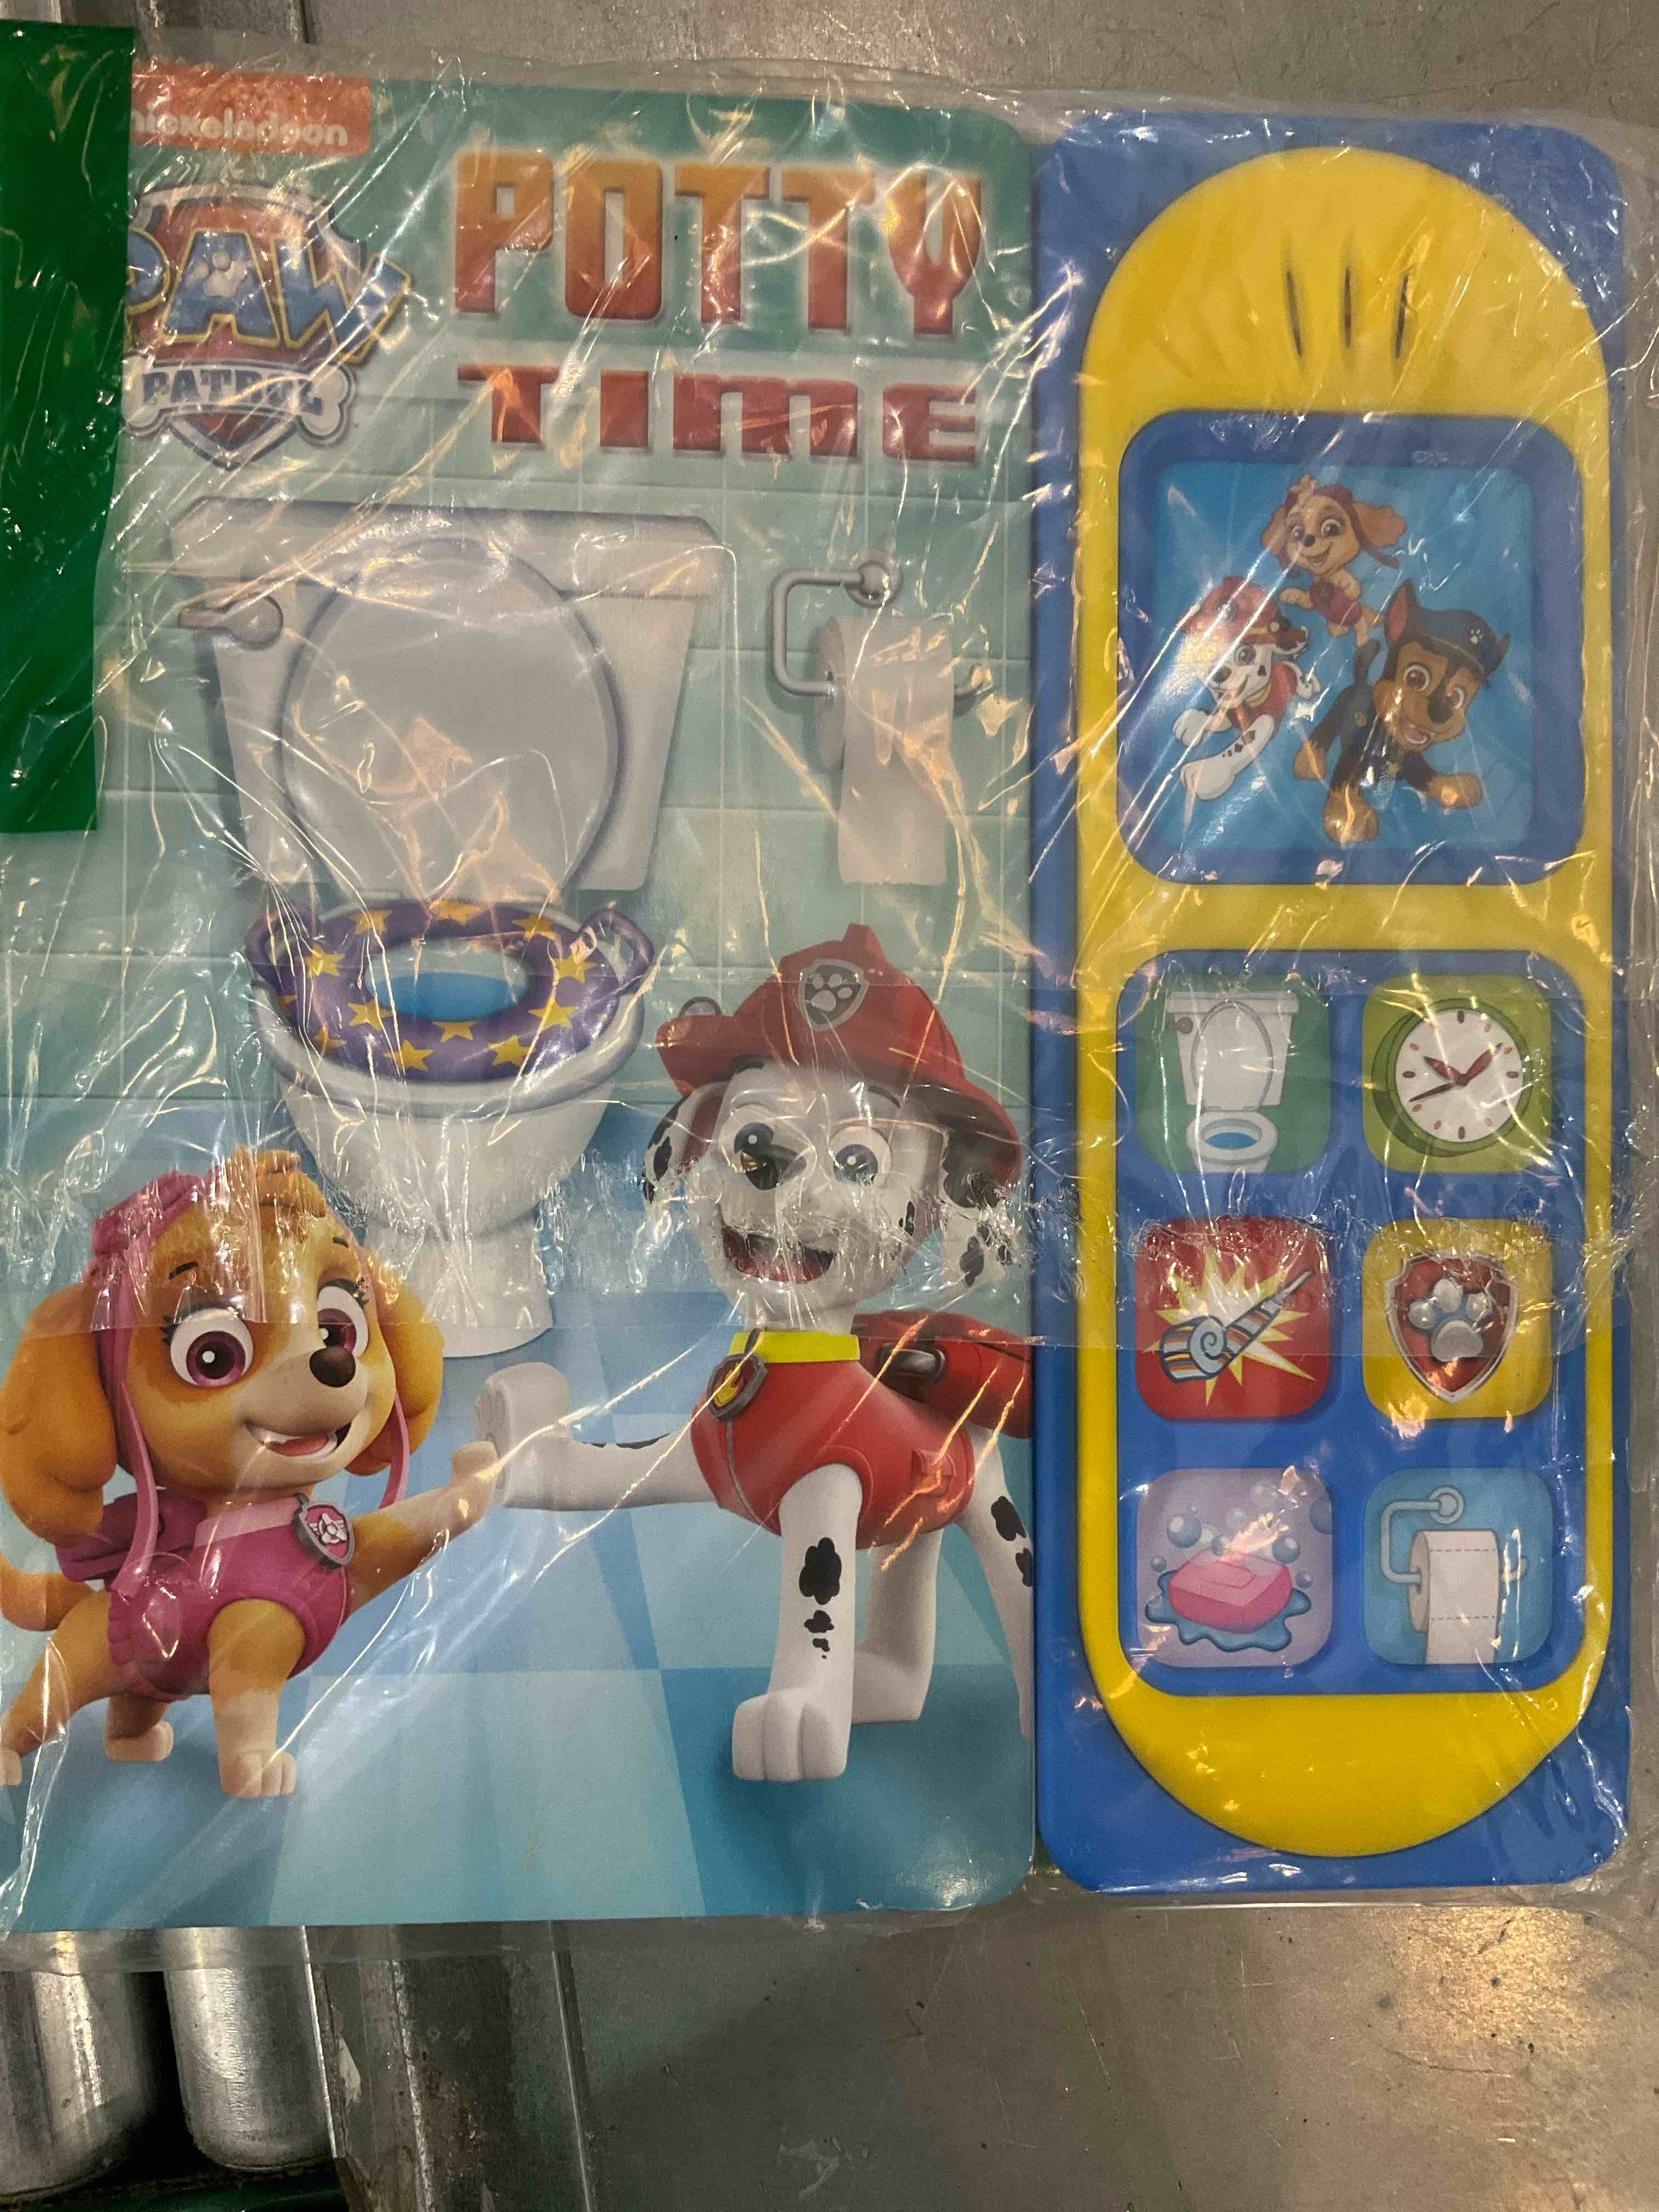 nickelodeon
PAW
PATROL
POTTY
TIME